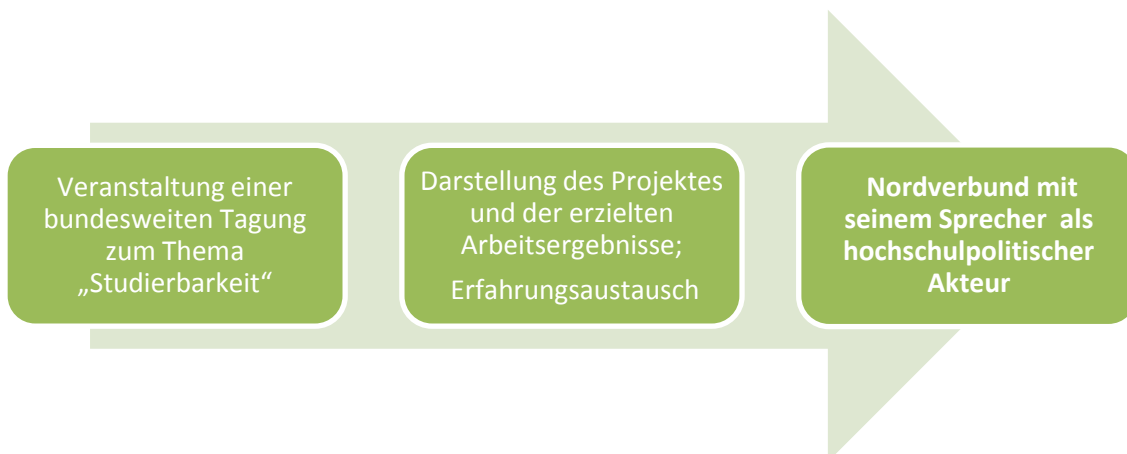 Veranstaltung einer
bundesweiten Tagung
zum Thema
„Studierbarkeit“
Darstellung des Projektes
und der erzielten
Arbeitsergebnisse;
Erfahrungsaustausch
Nordverbund mit
seinem Sprecher als
hochschulpolitischer
Akteur